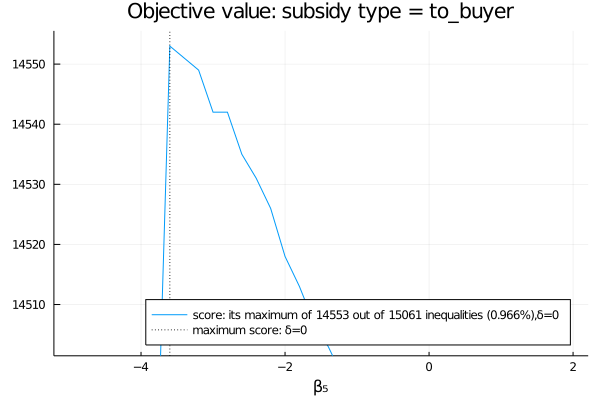 Objective value: subsidy type = to_buyer
14550
14540
14530
14520
14510
score: its maximum of 14553 out of 15061 inequalities (0.966%),δ=0
maximum score: δ=0
−4
−2
0
2
β₅